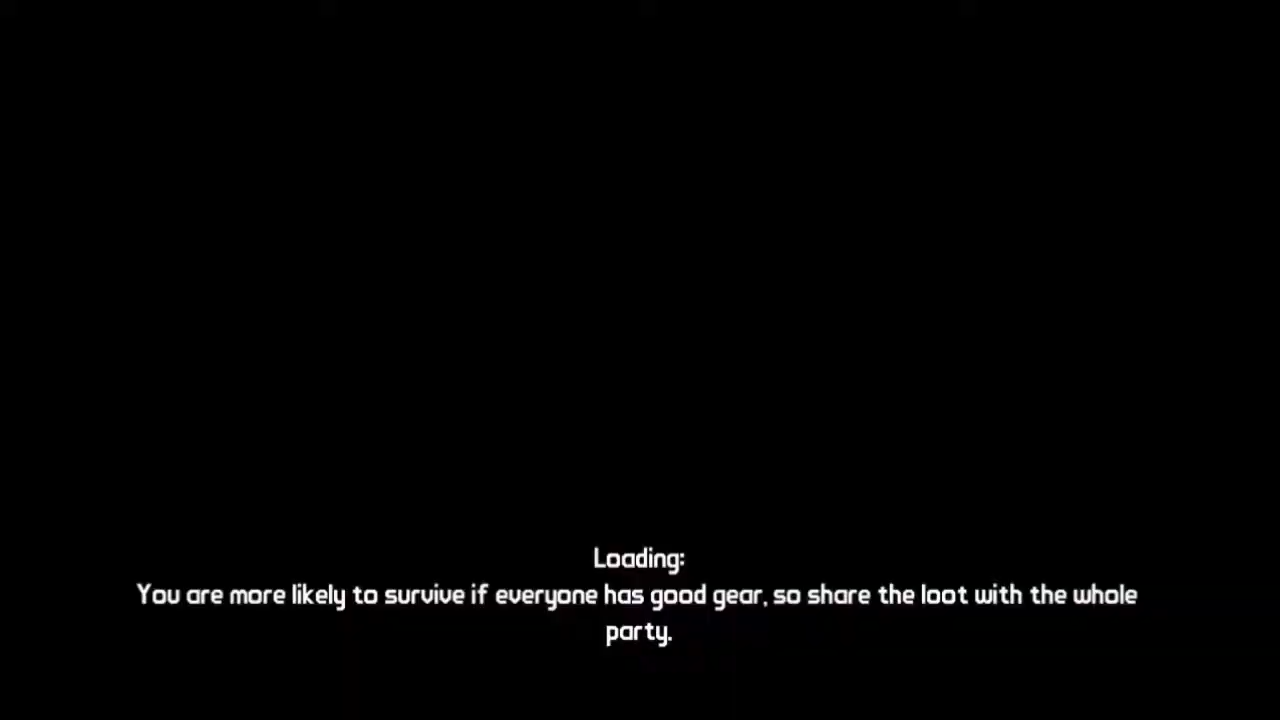 Loading:
You are more likely to survive if everyone has good gear, so share the loot with the whole
party.